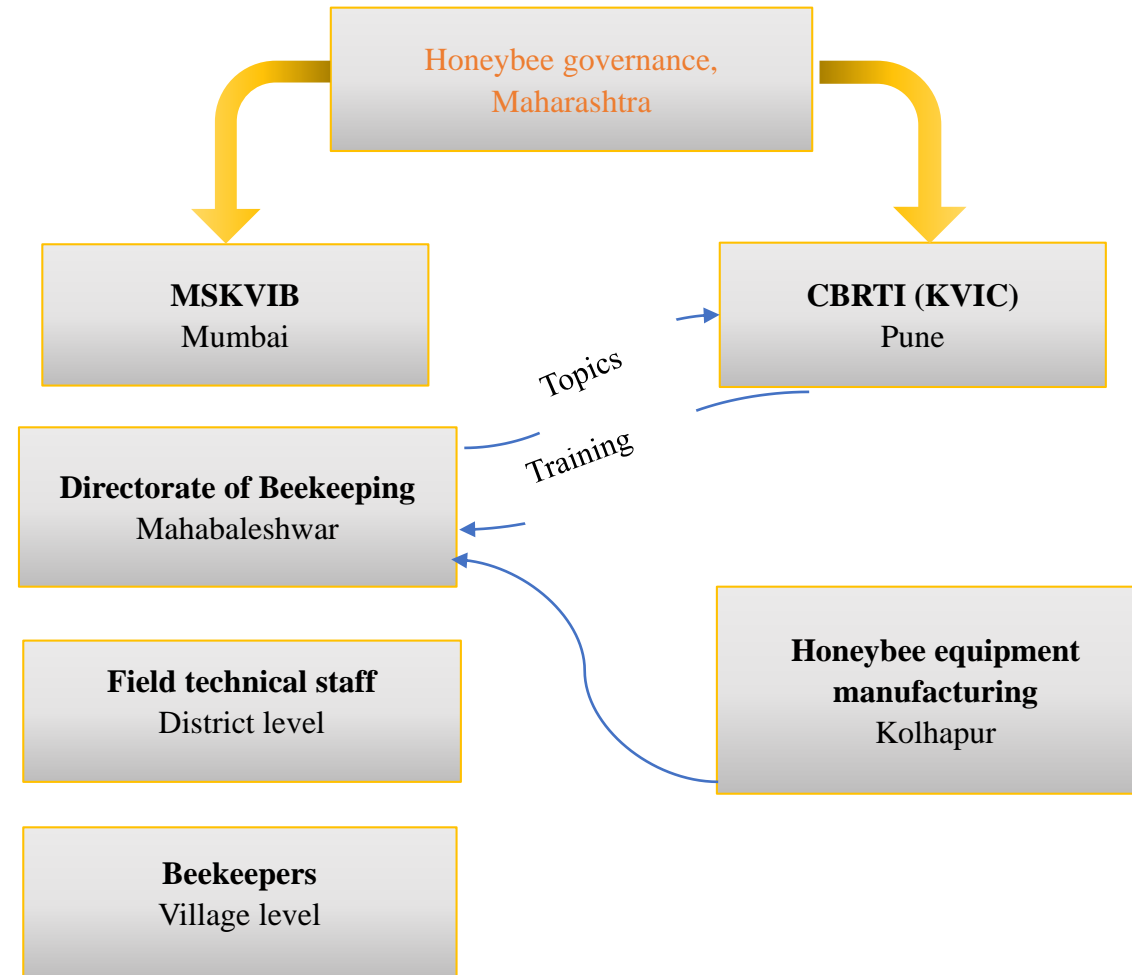 Honeybee governance,
Maharashtra
MSKVIB
Mumbai
CBRTI (KVIC)
Pune
Topics
Training
Directorate of Beekeeping
Mahabaleshwar
Field technical staff
District level
Honeybee equipment
manufacturing
Kolhapur
Beekeepers
Village level